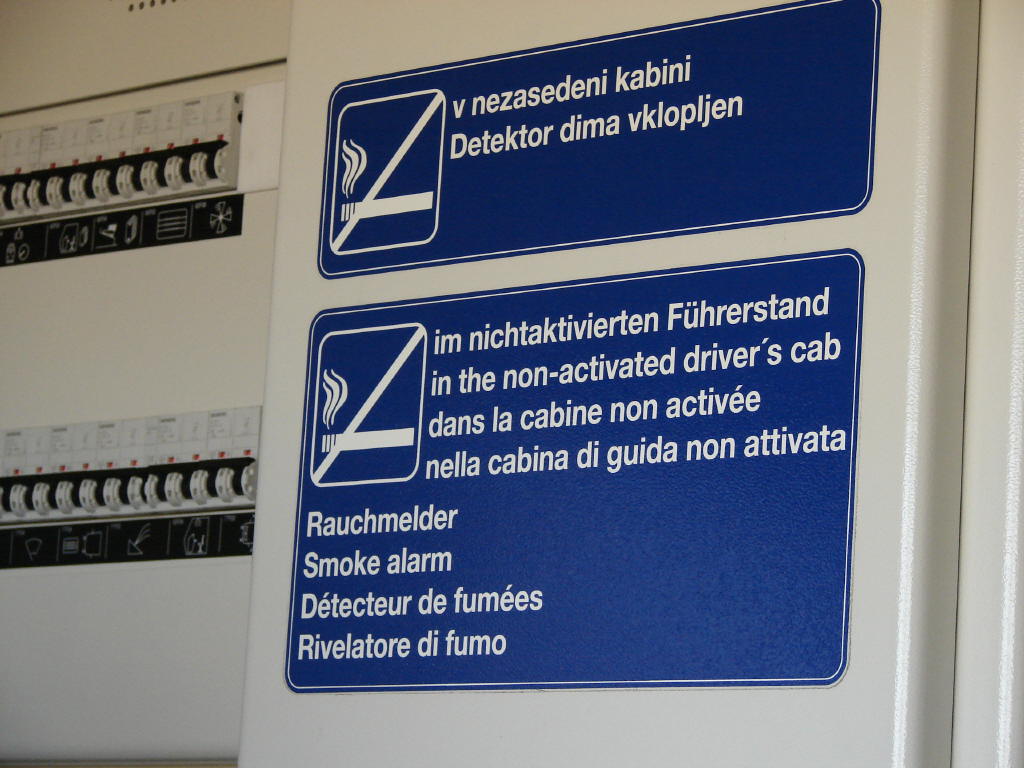 v nezasedeni kabini
Detektor dima vklopljen
im nichtaktivierten Führerstand
in the non-activated driver´s cab
dans la cabine non activée
nella cabina di guida non attivata
Rauchmelder
Smoke alarm
Détecteur de fumées
Rivelatore di fumo